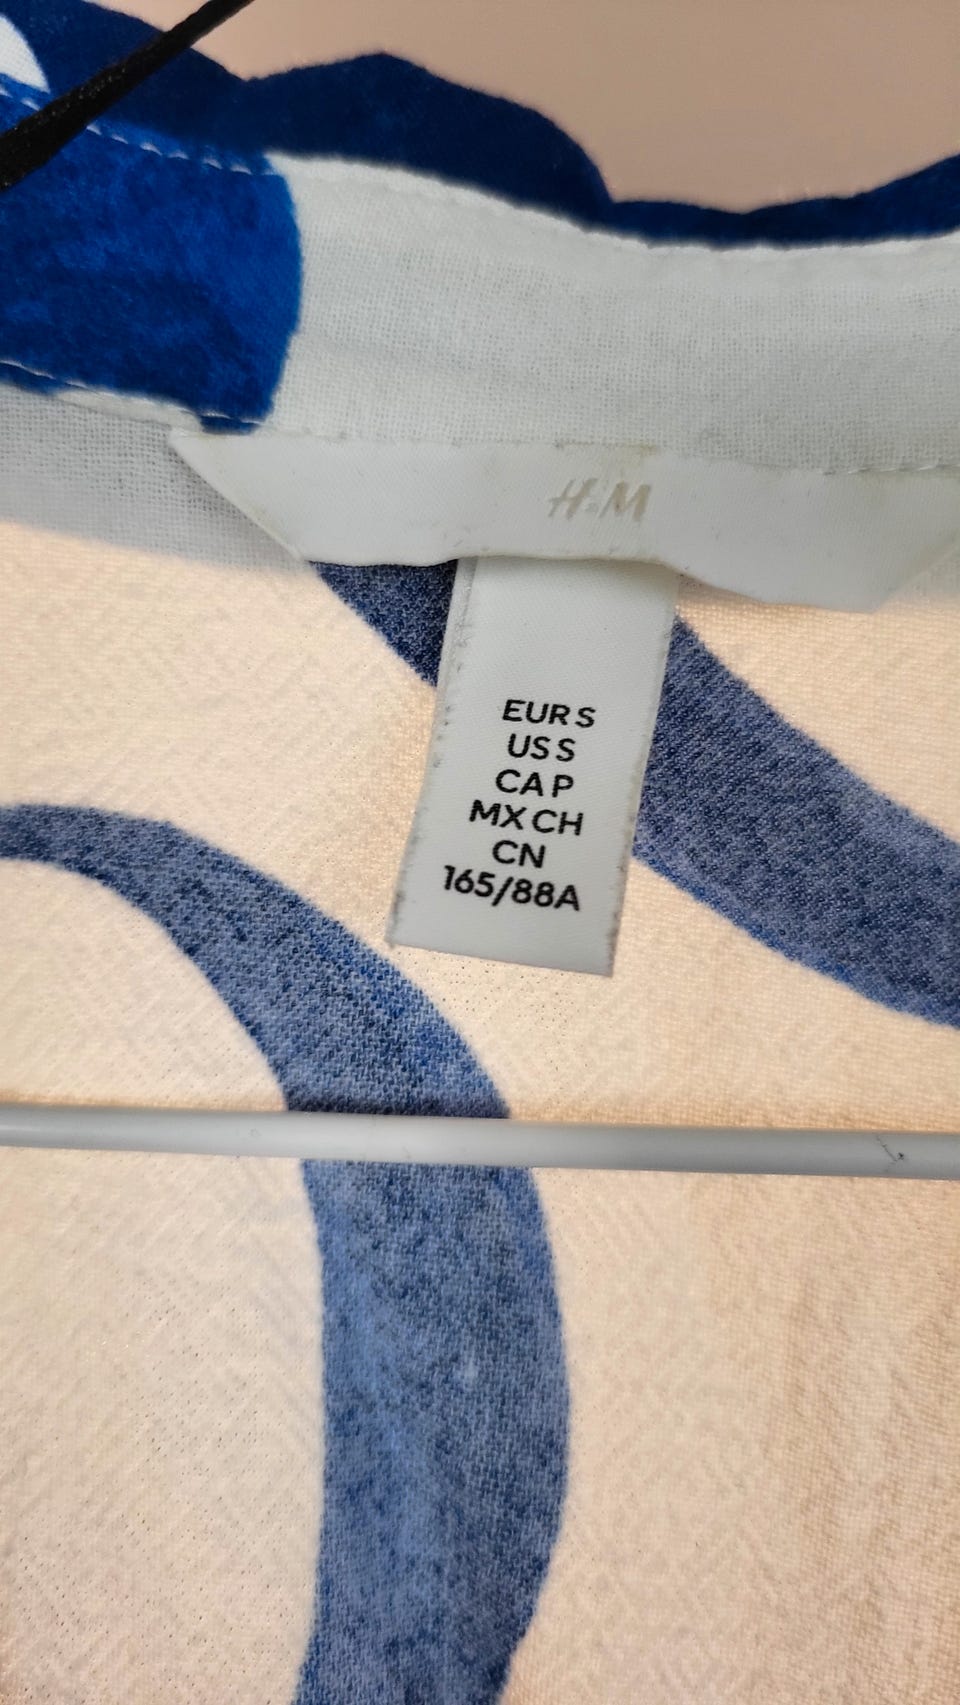 H&M
EUR S
US S
CA P
MX CH
CN
165/88A